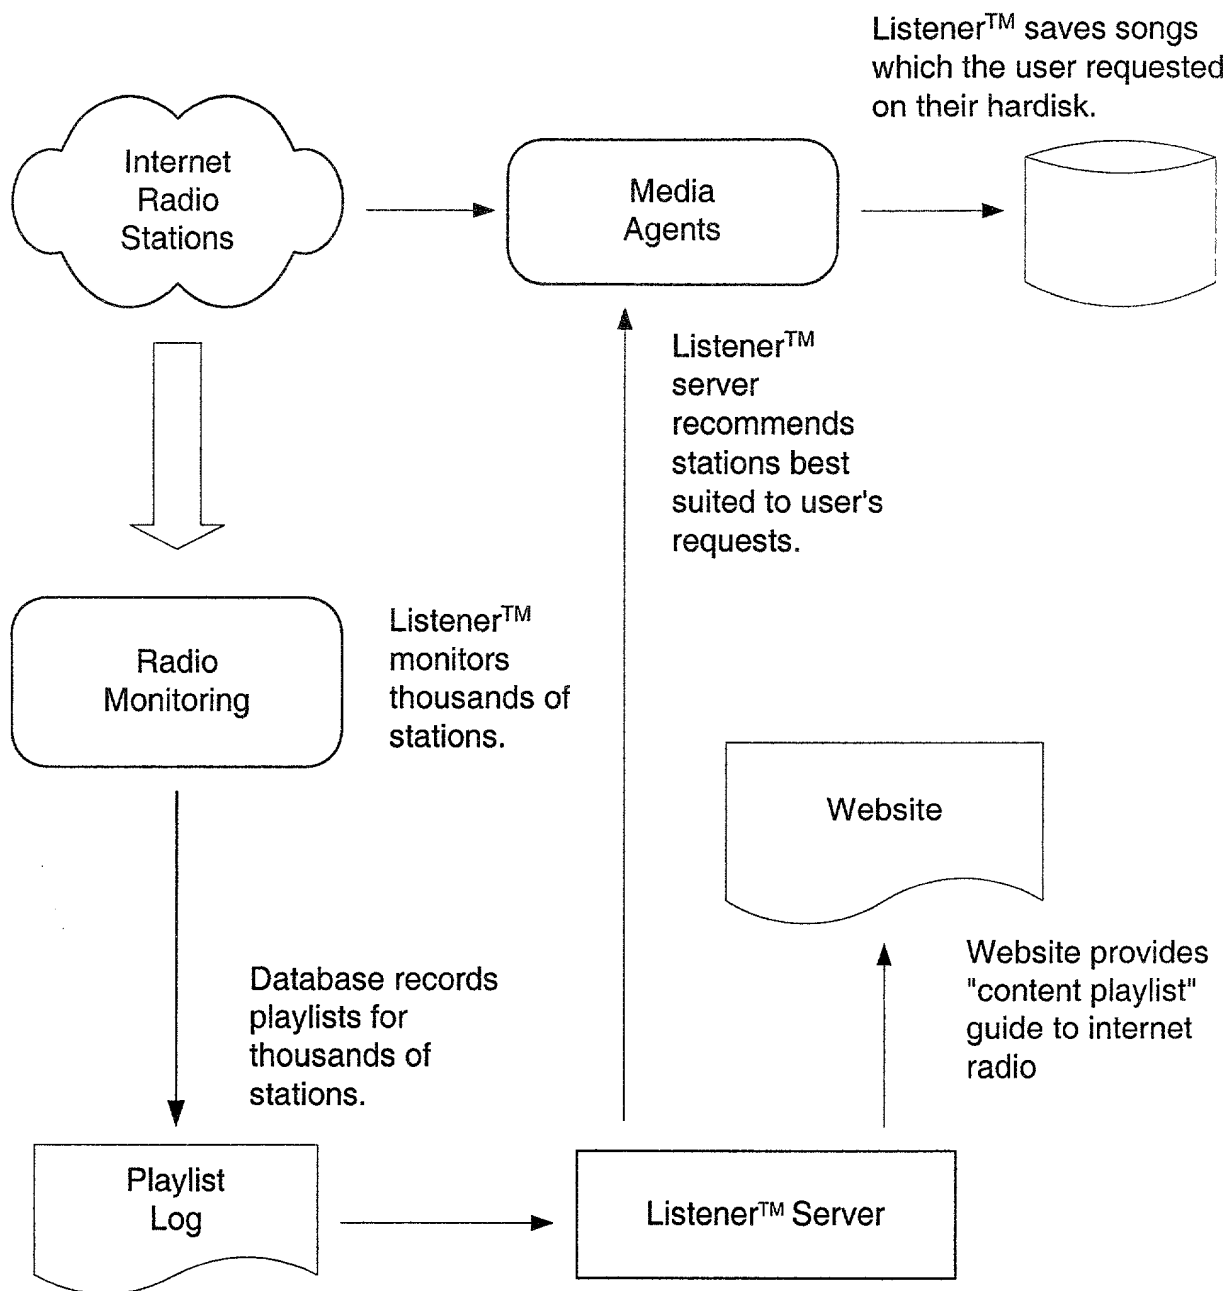 Listener™ saves songs
which the user requested
on their hardisk.
Internet
Radio
Stations
Media
Agents
Listener™
server
recommends
stations best
suited to user's
requests.
Radio
Monitoring
Listener™
monitors
thousands of
stations.
Website
Database records
playlists for
thousands of
stations.
Website provides
"content playlist"
guide to internet
radio
Playlist
Log
Listener™ Server